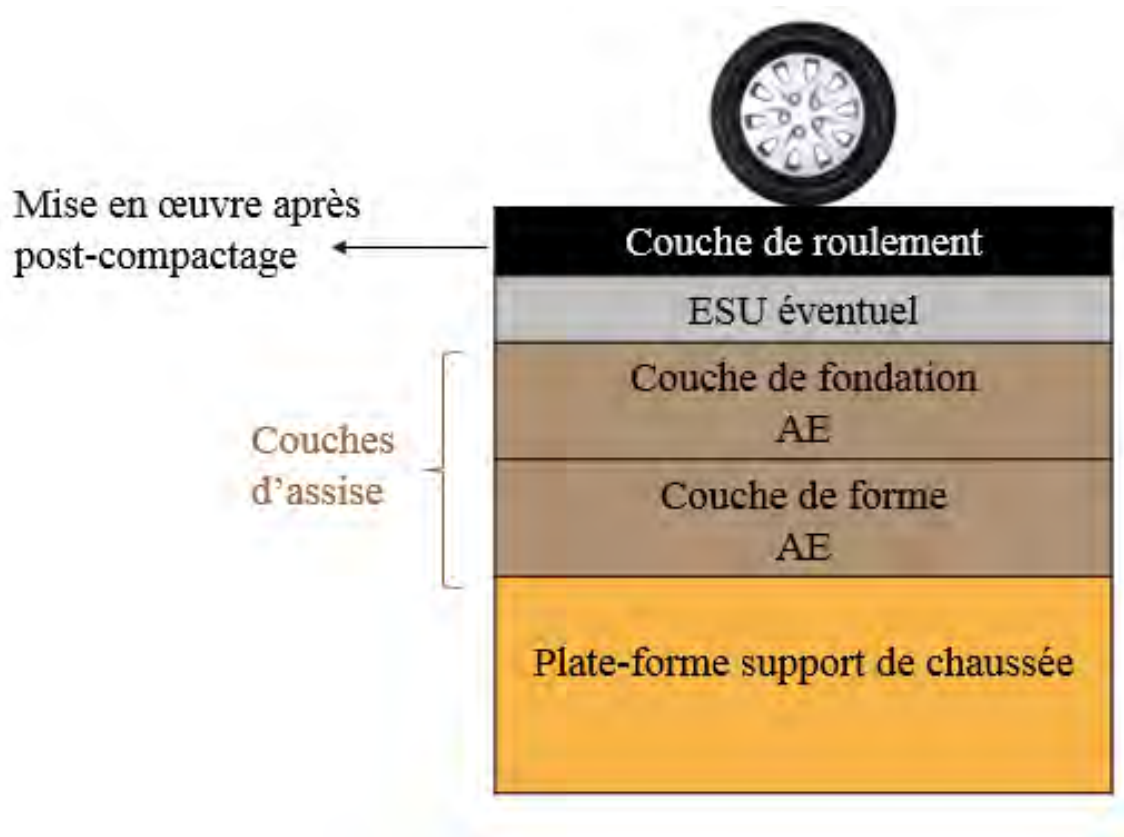 Mise en œuvre après
post-compactage
Couche de roulement
ESU éventuel
Couches
d’assise
Couche de fondation
AE
Couche de forme
AE
Plate-forme support de chaussée